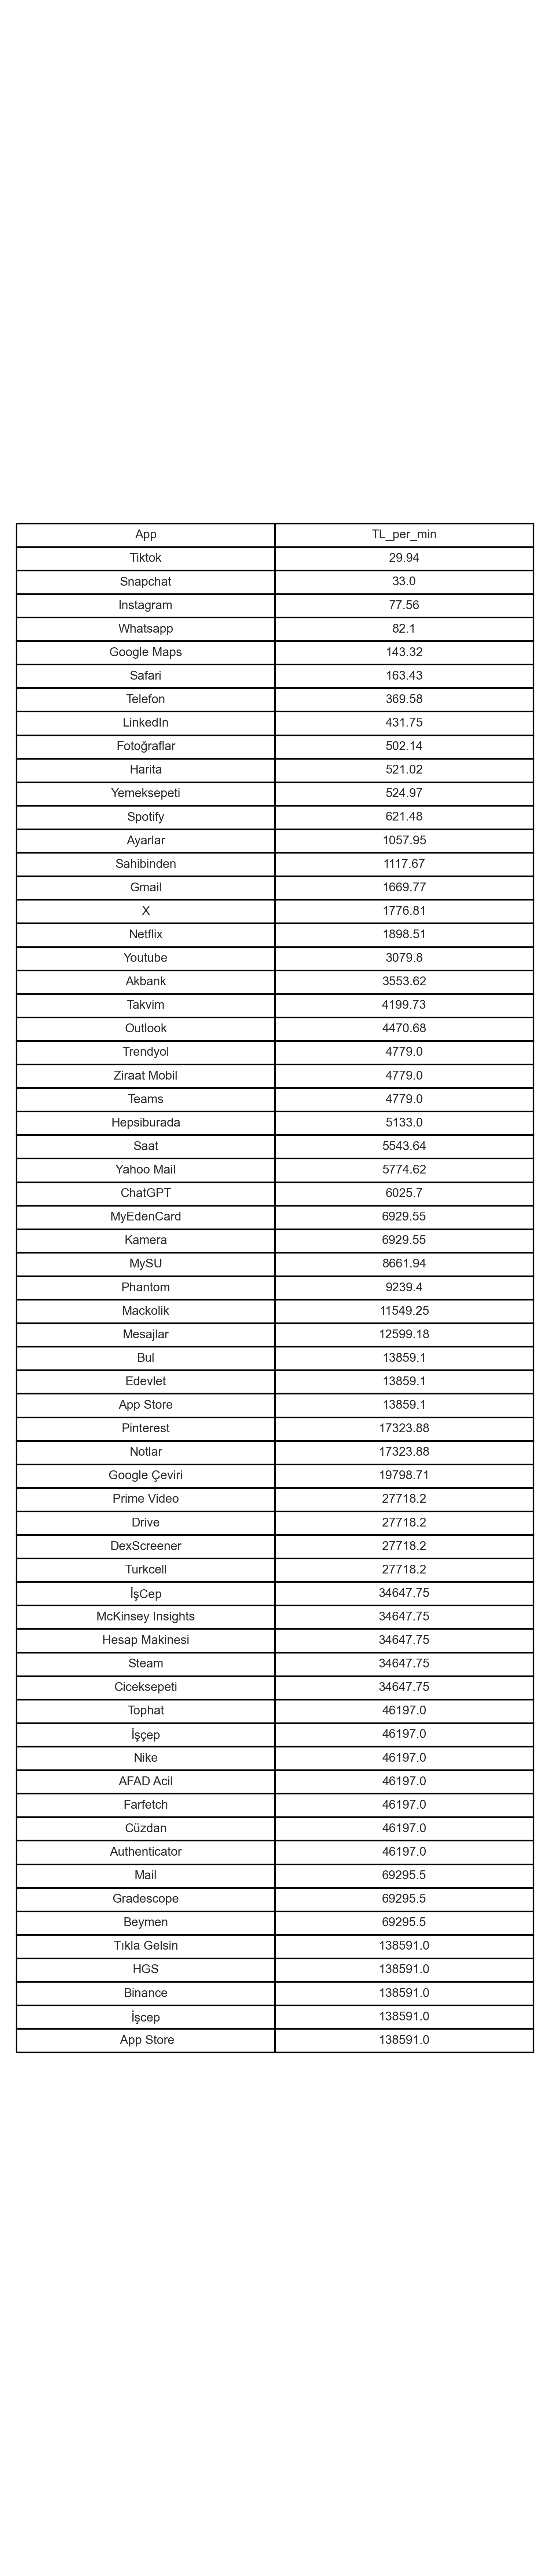 App TL_per_min
Tiktok 29.94
Snapchat 33.0
Instagram 77.56
Whatsapp 82.1
Google Maps 143.32
Safari 163.43
Telefon 369.58
LinkedIn 431.75
Fotoğraflar 502.14
Harita 521.02
Yemeksepeti 524.97
Spotify 621.48
Ayarlar 1057.95
Sahibinden 1117.67
Gmail 1669.77
X 1776.81
Netflix 1898.51
Youtube 3079.8
Akbank 3553.62
Takvim 4199.73
Outlook 4470.68
Trendyol 4779.0
Ziraat Mobil 4779.0
Teams 4779.0
Hepsiburada 5133.0
Saat 5543.64
Yahoo Mail 5774.62
ChatGPT 6025.7
MyEdenCard 6929.55
Kamera 6929.55
MySU 8661.94
Phantom 9239.4
Mackolik 11549.25
Mesajlar 12599.18
Bul 13859.1
Edevlet 13859.1
App Store 13859.1
Pinterest 17323.88
Notlar 17323.88
Google Çeviri 19798.71
Prime Video 27718.2
Drive 27718.2
DexScreener 27718.2
Turkcell 27718.2
İşCep 34647.75
McKinsey Insights 34647.75
Hesap Makinesi 34647.75
Steam 34647.75
Ciceksepeti 34647.75
Tophat 46197.0
İşçep 46197.0
Nike 46197.0
AFAD Acil 46197.0
Farfetch 46197.0
Cüzdan 46197.0
Authenticator 46197.0
Mail 69295.5
Gradescope 69295.5
Beymen 69295.5
Tıkla Gelsin 138591.0
HGS 138591.0
Binance 138591.0
İşcep 138591.0
App Store 138591.0